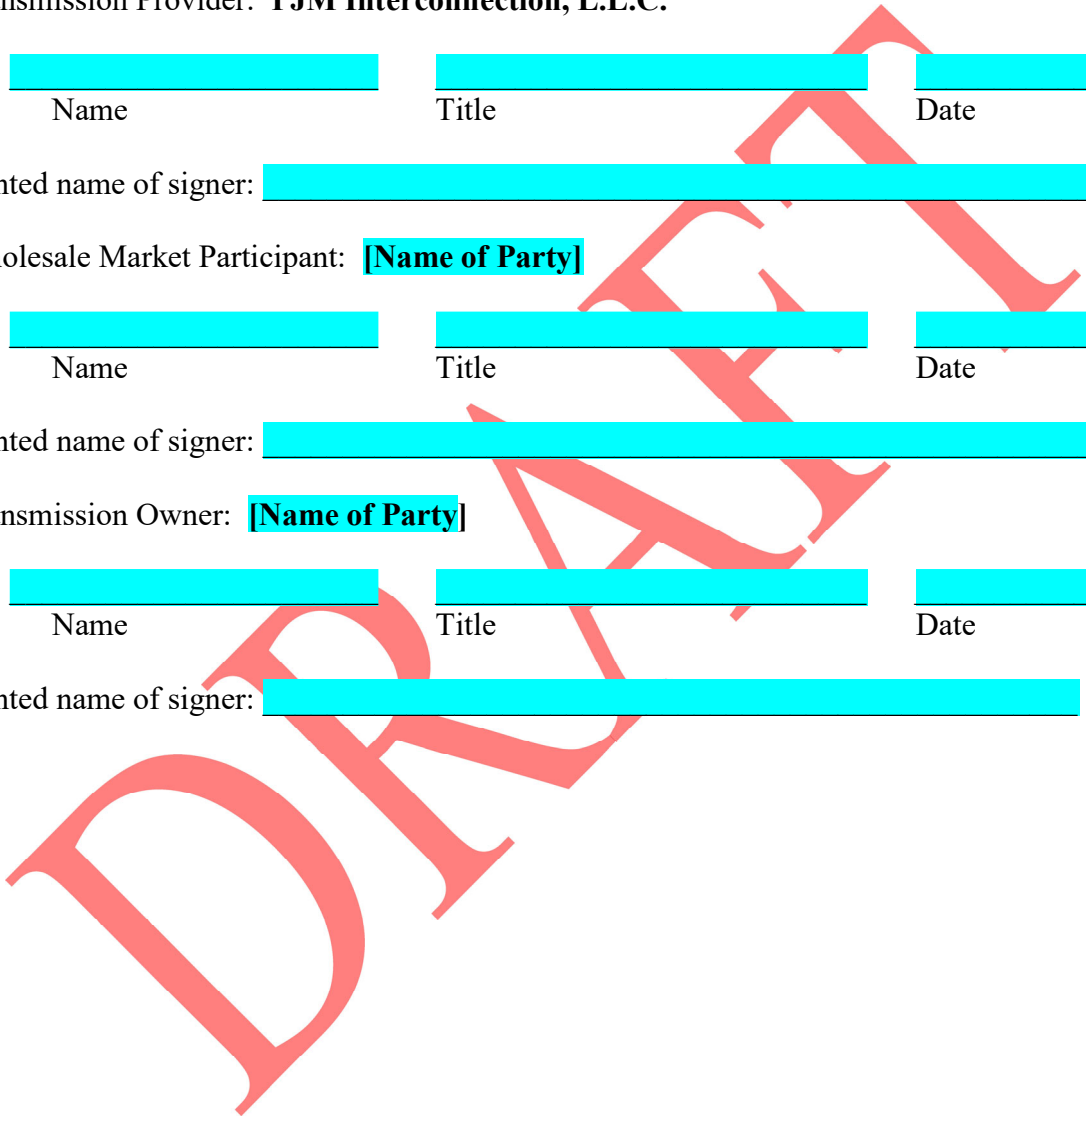 nsmission Provider: PJM Interconnection, L.L.C.
Name Title Date
nted name of signer:
olesale Market Participant: [Name of Party]
Name Title Date
nted name of signer:
nsmission Owner: [Name of Party]
Name Title Date
nted name of signer:
DRAFT